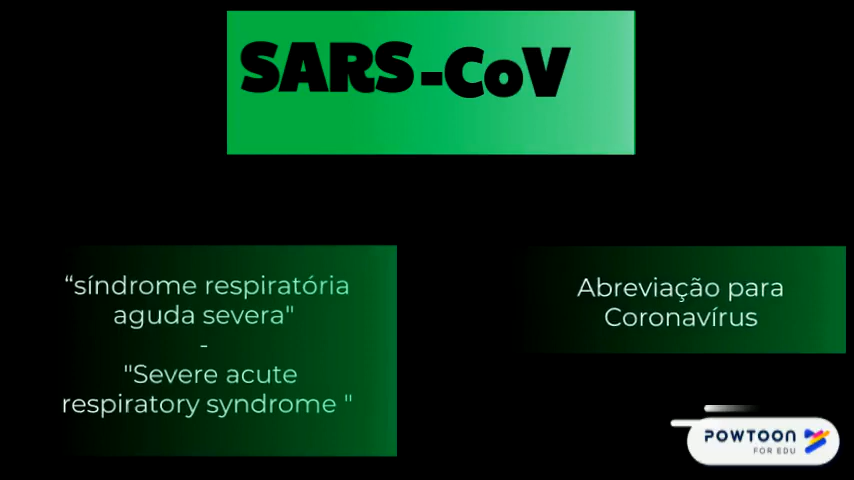 SARS-CoV
“síndrome respiratória
aguda severa"
-
"Severe acute
respiratory syndrome "
Abreviação para
Coronavírus
POWTOON
FOR EDU